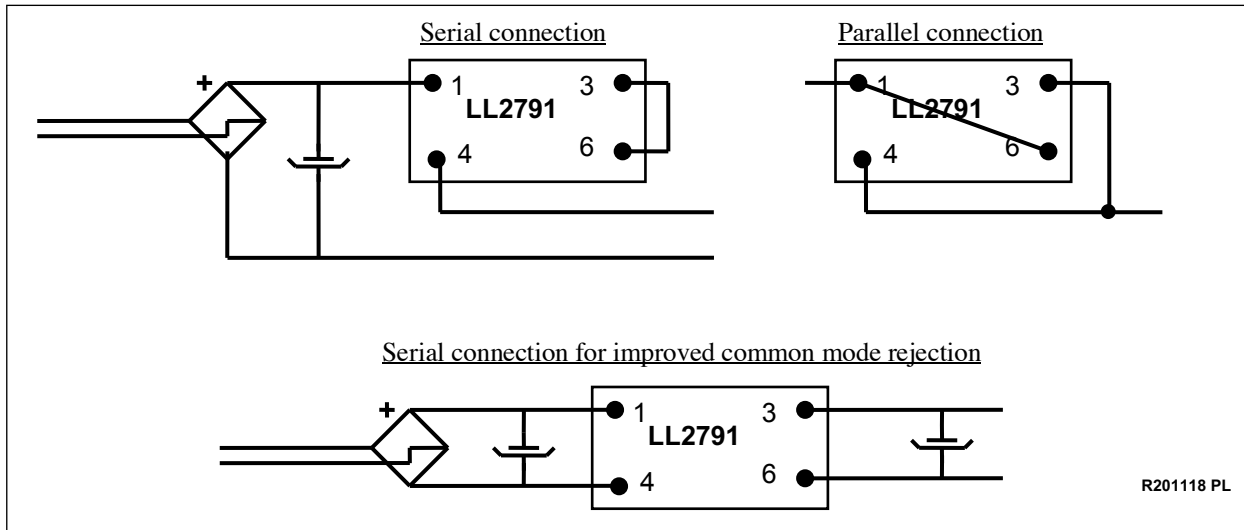 Serial connection
Parallel connection
+
1
3
LL2791
4
6
1
3
LL2791
4
6
Serial connection for improved common mode rejection
+
1
3
LL2791
4
6
R201118 PL